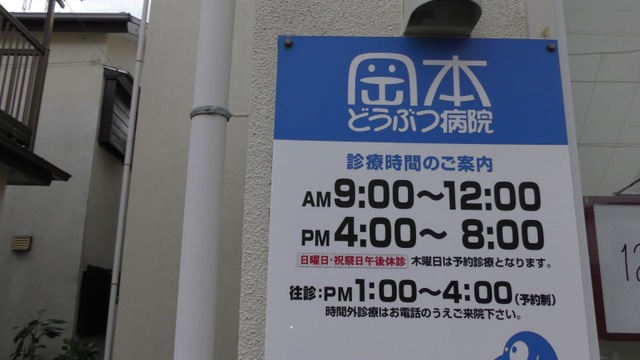 岡本
どうぶつ病院
診療時間のご案内
AM 9:00〜12:00
PM 4:00〜 8:00
日曜日・祝祭日午後休診 木曜日は予約診療となります。
往診:PM1:00〜4:00(予約制)
時間外診療はお電話のうえご来院下さい。